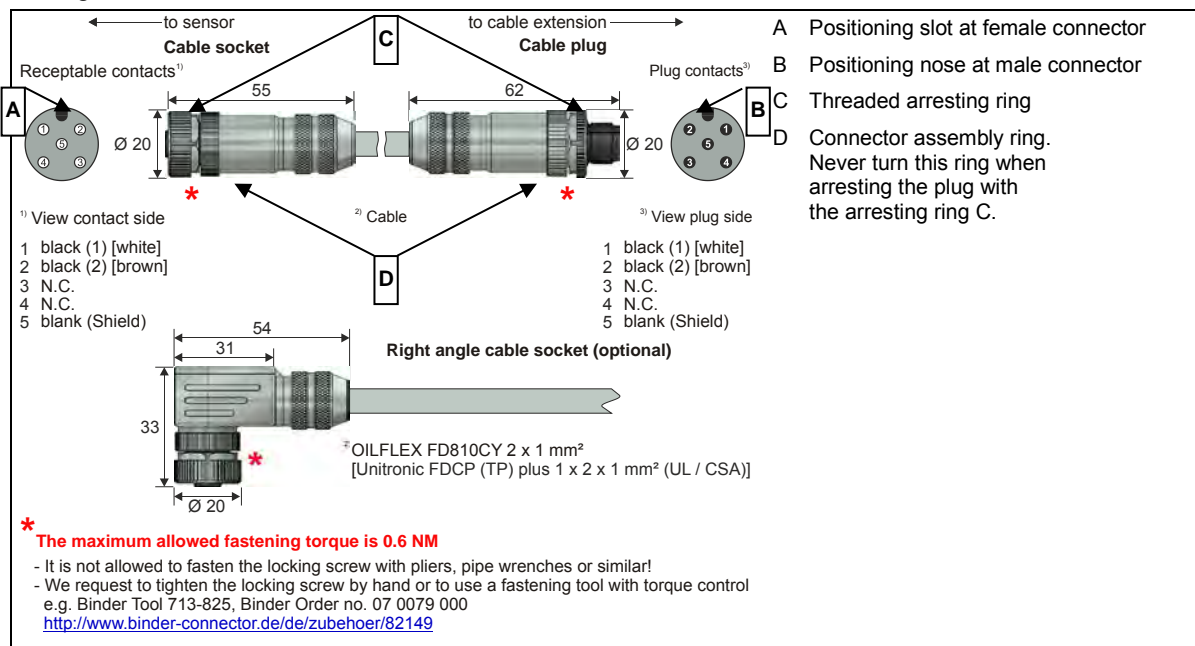 to sensor
to cable extension
Cable socket
C
Cable plug
Receptable contacts¹⁾
Plug contacts³⁾
A
55
62
B
1 2
5
4 3
Ø 20
Ø 20
2 1
5
3 4
*
*
¹⁾ View contact side
²⁾ Cable
³⁾ View plug side
1 black (1) [white]
2 black (2) [brown]
3 N.C.
4 N.C.
5 blank (Shield)
D
1 black (1) [white]
2 black (2) [brown]
3 N.C.
4 N.C.
5 blank (Shield)
54
31
Right angle cable socket (optional)
33
*
²⁾ OILFLEX FD810CY 2 x 1 mm²
[Unitronic FDCP (TP) plus 1 x 2 x 1 mm² (UL / CSA)]
Ø 20
* The maximum allowed fastening torque is 0.6 NM
- It is not allowed to fasten the locking screw with pliers, pipe wrenches or similar!
- We request to tighten the locking screw by hand or to use a fastening tool with torque control
e.g. Binder Tool 713-825, Binder Order no. 07 0079 000
http://www.binder-connector.de/de/zubehoer/82149
A Positioning slot at female connector
B Positioning nose at male connector
C Threaded arresting ring
D Connector assembly ring.
Never turn this ring when
arresting the plug with
the arresting ring C.